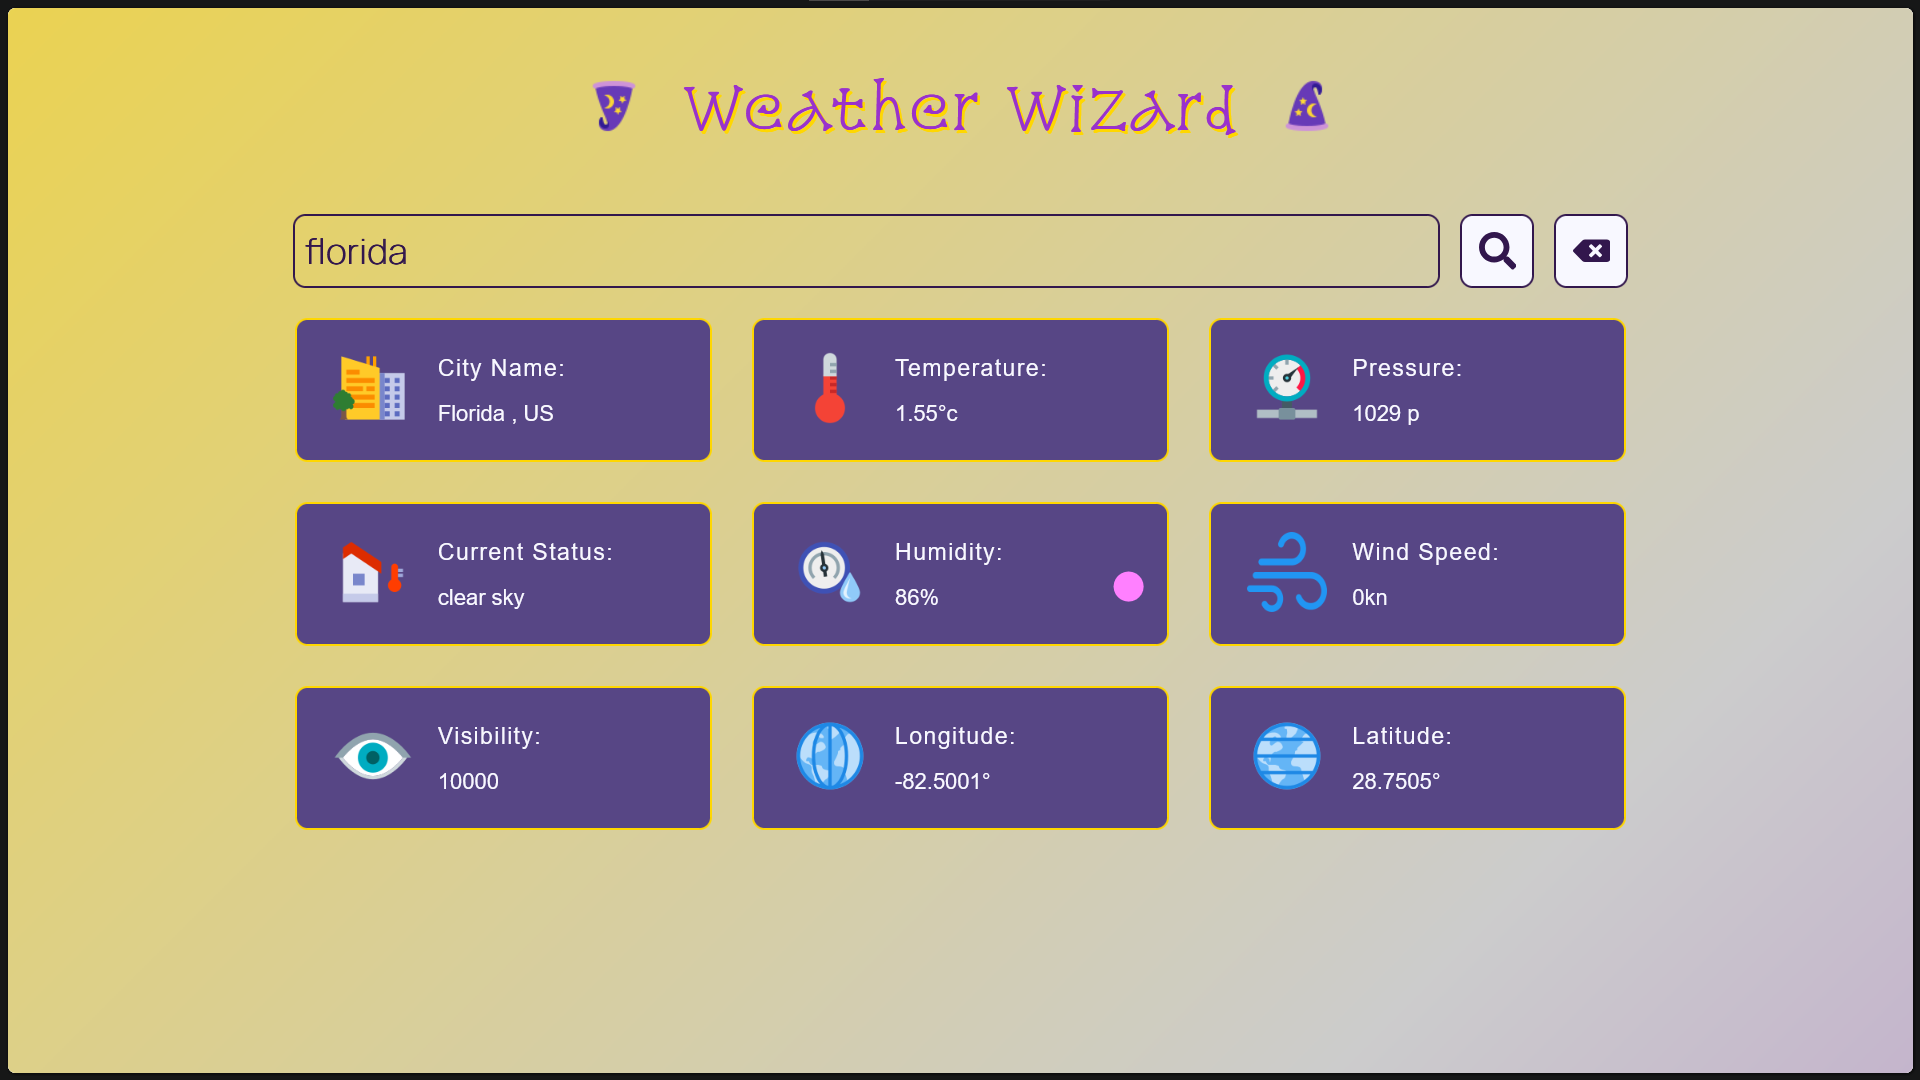 Weather Wizard
florida
City Name:
Florida , US
Temperature:
1.55°c
Pressure:
1029 p
Current Status:
clear sky
Humidity:
86%
Wind Speed:
0kn
Visibility:
10000
Longitude:
-82.5001°
Latitude:
28.7505°